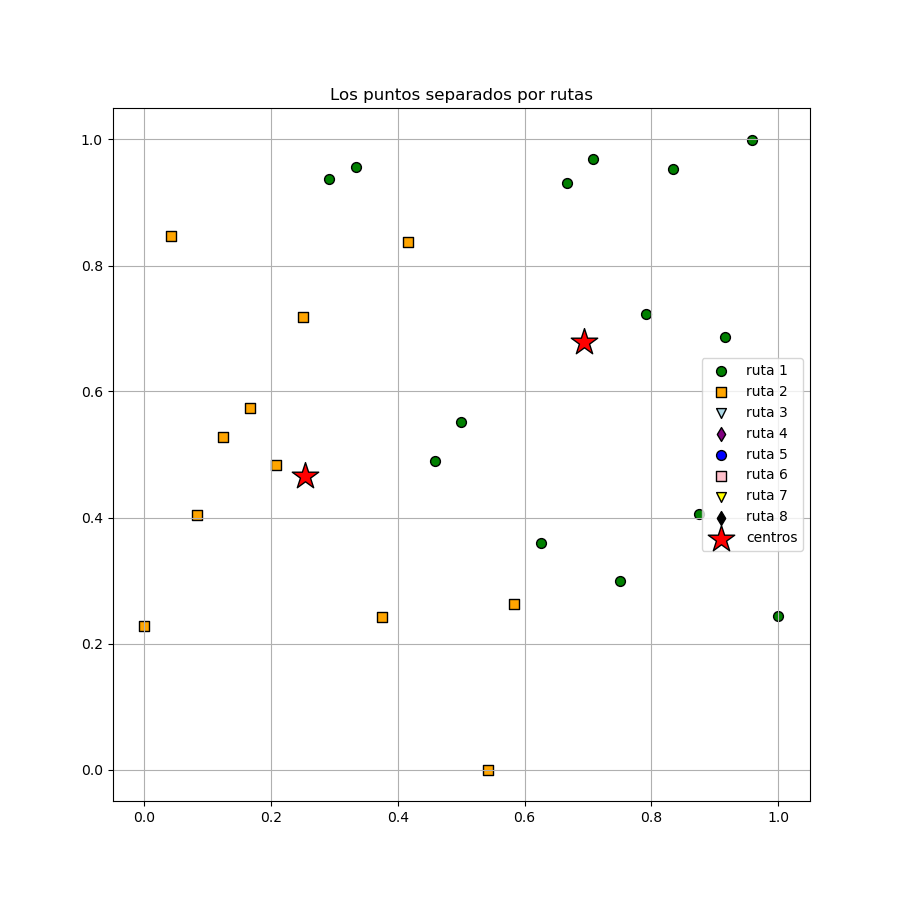 Los puntos separados por rutas
1.0
0.8
0.6
0.4
0.2
0.0
ruta 1
ruta 2
ruta 3
ruta 4
ruta 5
ruta 6
ruta 7
ruta 8
centros
0.0 0.2 0.4 0.6 0.8 1.0